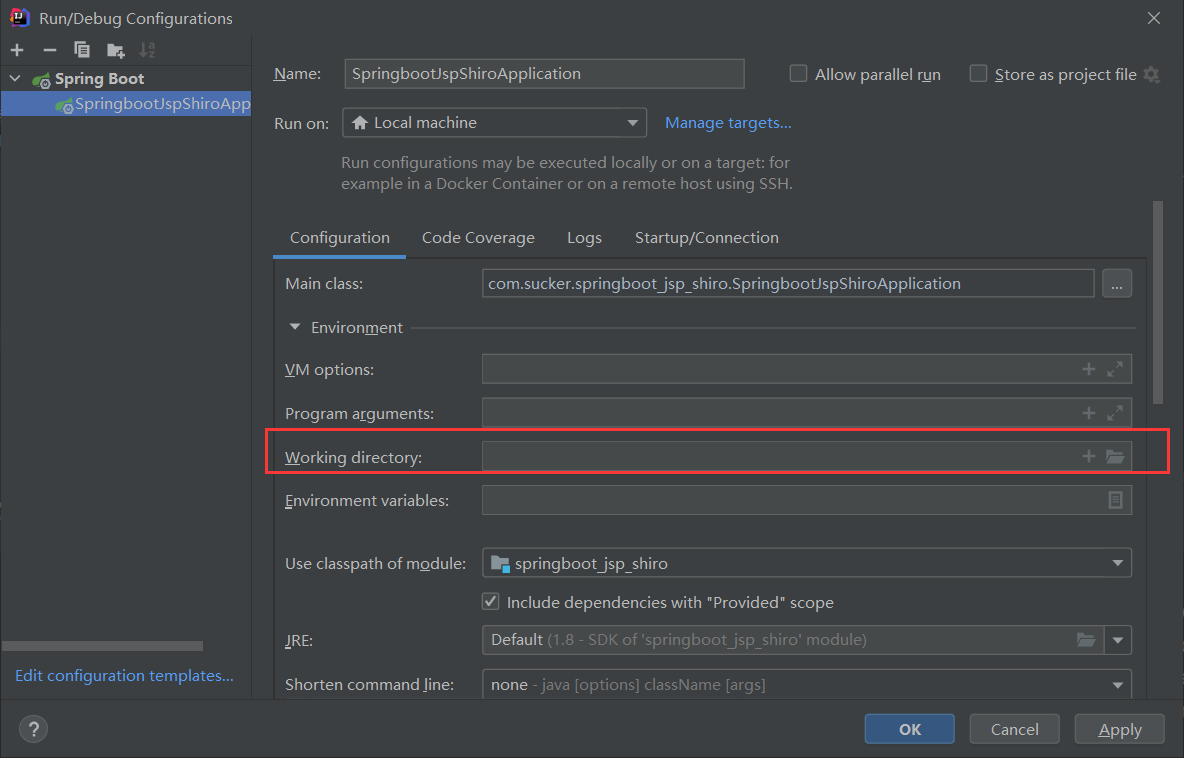 Run/Debug Configurations
Spring Boot
SpringbootJspShiroApp
Name: SpringbootJspShiroApplication
Allow parallel run
Store as project file
Run on: Local machine
Manage targets...
Run configurations may be executed locally or on a target: for
example in a Docker Container or on a remote host using SSH.
Configuration Code Coverage Logs Startup/Connection
Main class: com.sucker.springboot_jsp_shiro.SpringbootJspShiroApplication ...
Environment
VM options:
Program arguments:
Working directory:
Environment variables:
Use classpath of module: springboot_jsp_shiro
Include dependencies with "Provided" scope
JRE: Default (1.8 - SDK of 'springboot_jsp_shiro' module)
Shorten command line: none - java [options] className [args]
Edit configuration templates...
? OK Cancel Apply